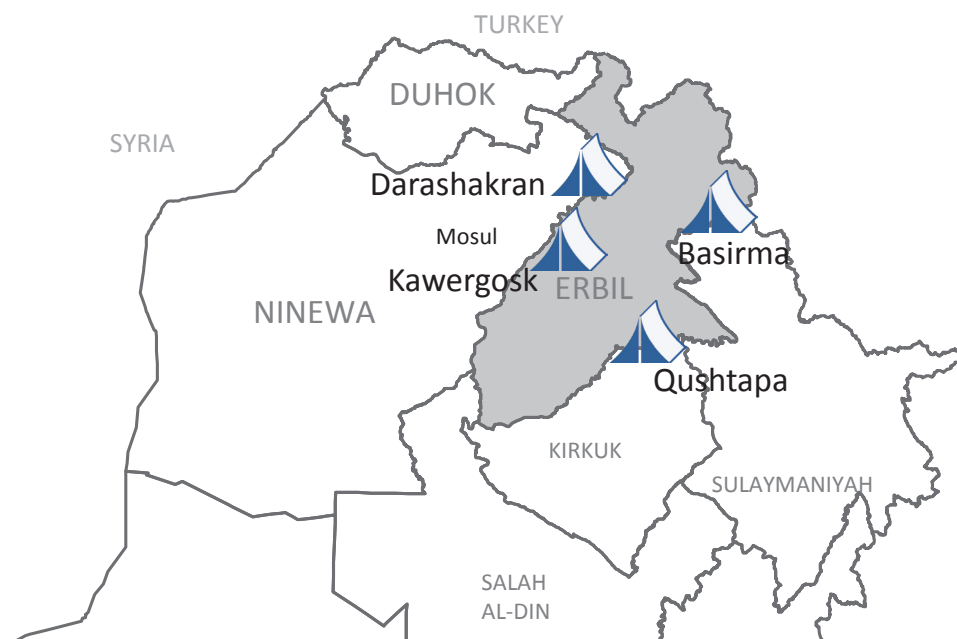 TURKEY
DUHOK
SYRIA
Darashakran
Mosul
Basirma
Kawergosk
ERBIL
NINEWA
Qushtapa
KIRKUK
SULAYMANIYAH
SALAH
AL-DIN